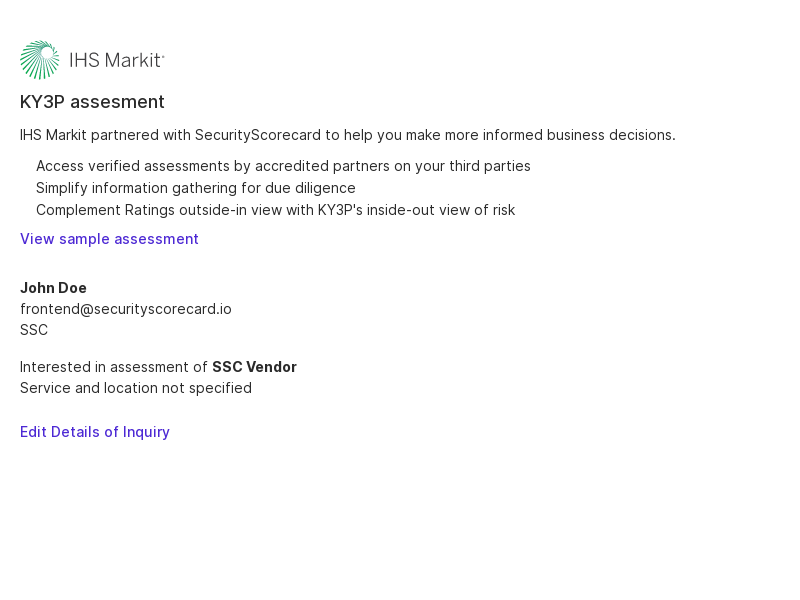 IHS Markit
KY3P assesment
IHS Markit partnered with SecurityScorecard to help you make more informed business decisions.
Access verified assessments by accredited partners on your third parties
Simplify information gathering for due diligence
Complement Ratings outside-in view with KY3P's inside-out view of risk
View sample assessment
John Doe
frontend@securityscorecard.io
SSC
Interested in assessment of SSC Vendor
Service and location not specified
Edit Details of Inquiry